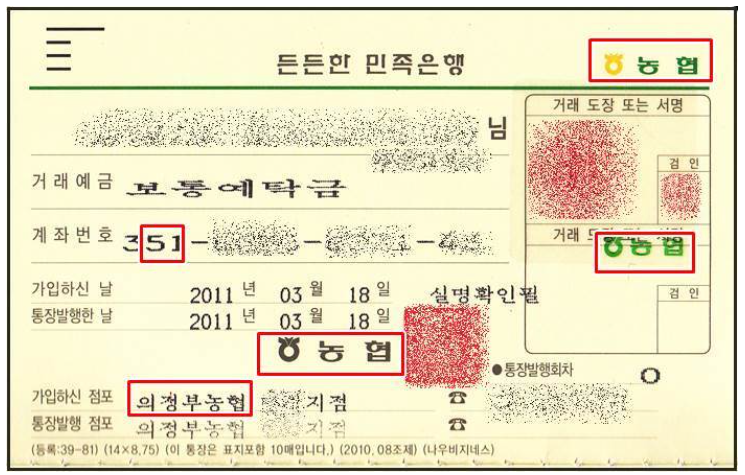 든든한 민족은행
농협
님
거래 도장 또는 서명
검 인
거래예금 보통예탁금
계좌번호 351-
거래 도장 또는 서명
농협
검 인
가입하신 날 2011 년 03 월 18 일 실명확인필
통장발행한 날 2011 년 03 월 18 일
농협
●통장발행회차 0
가입하신 점포 의정부농협 지점 ☎
통장발행 점포 의정부농협 지점 ☎
(등록:39-81) (14×8.75) (이 통장은 표지포함 10매입니다.) (2010.08조제) (나우비지네스)